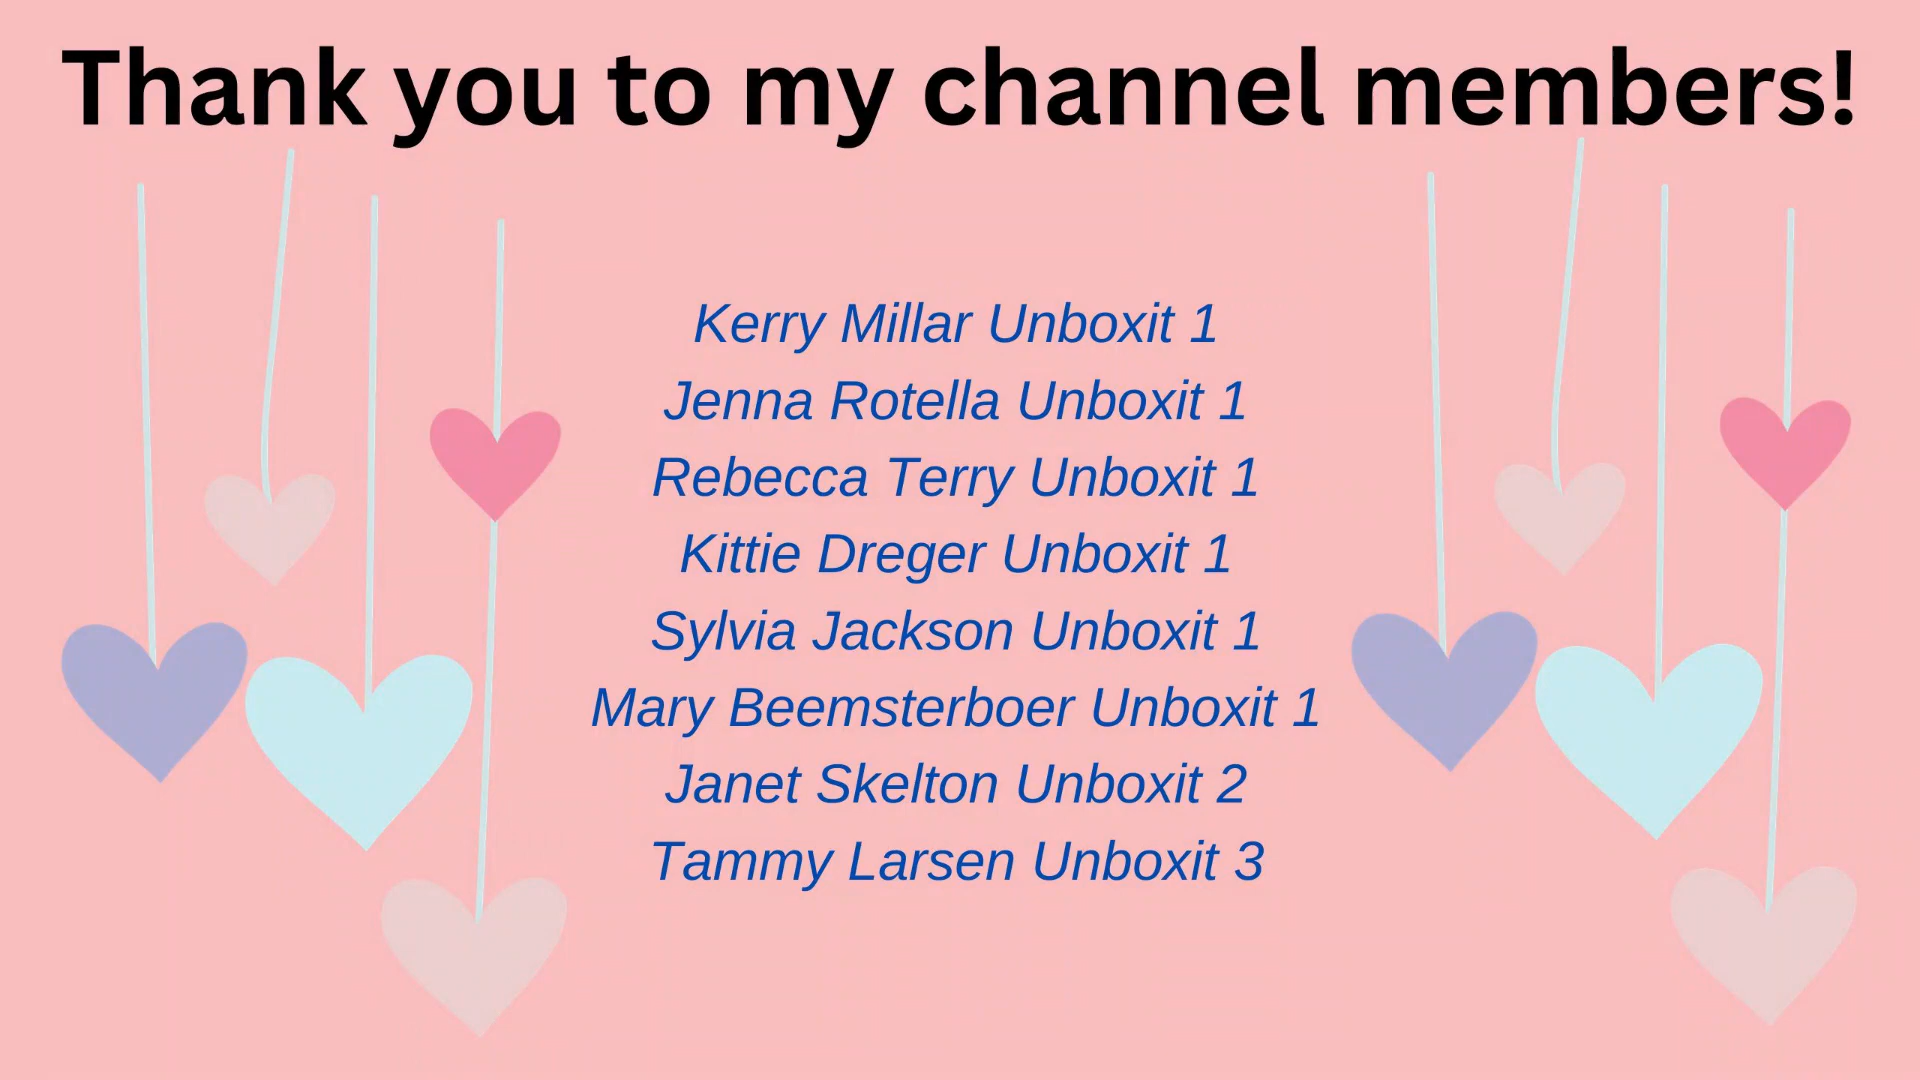 Thank you to my channel members!
Kerry Millar Unboxit 1
Jenna Rotella Unboxit 1
Rebecca Terry Unboxit 1
Kittie Dreger Unboxit 1
Sylvia Jackson Unboxit 1
Mary Beemsterboer Unboxit 1
Janet Skelton Unboxit 2
Tammy Larsen Unboxit 3